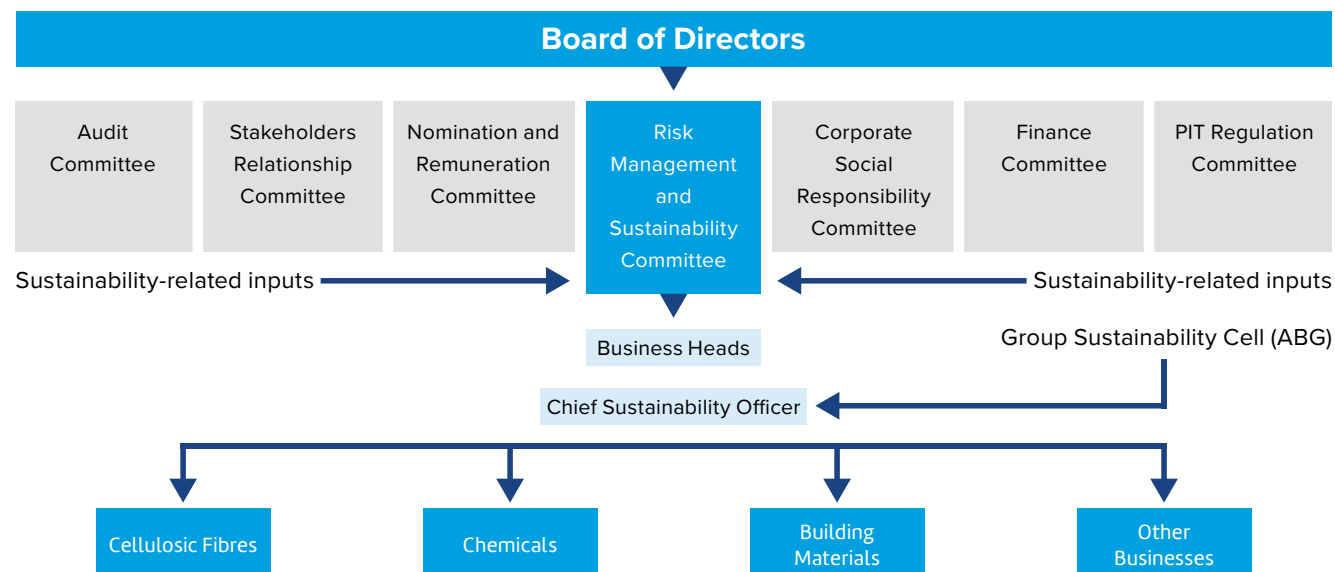 Board of Directors
Audit
Committee
Stakeholders
Relationship
Committee
Nomination and
Remuneration
Committee
Risk
Management
and
Sustainability
Committee
Corporate
Social
Responsibility
Committee
Finance
Committee
PIT Regulation
Committee
Sustainability-related inputs
Sustainability-related inputs
Business Heads
Group Sustainability Cell (ABG)
Chief Sustainability Officer
Cellulosic Fibres
Chemicals
Building
Materials
Other
Businesses